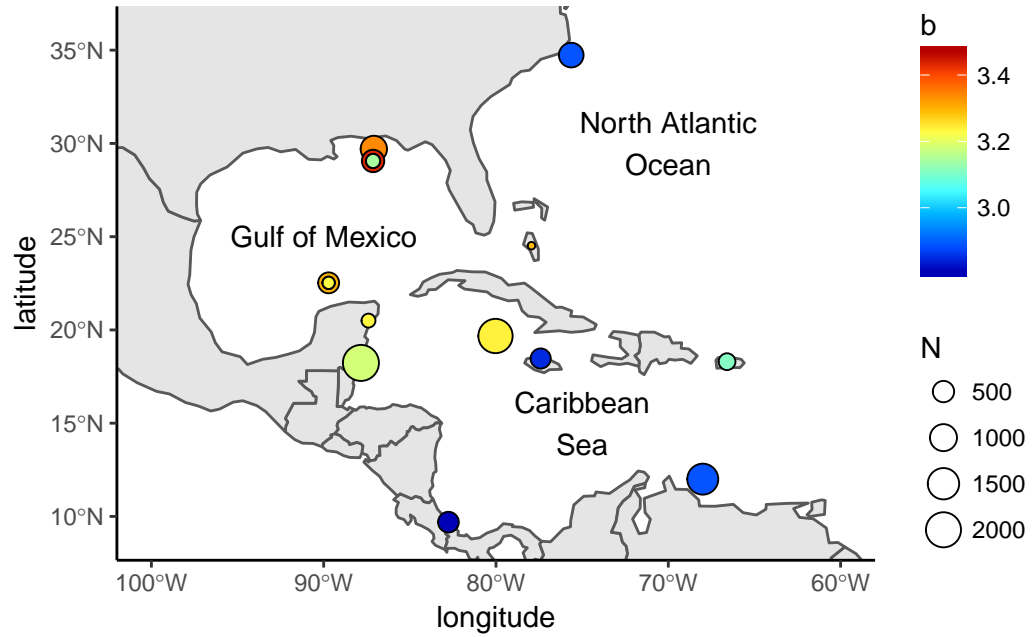 35°N
30°N
25°N
20°N
15°N
10°N
latitude
North Atlantic
Ocean
Gulf of Mexico
Caribbean
Sea
100°W
90°W
80°W
70°W
60°W
longitude
b
3.4
3.2
3.0
N
500
1000
1500
2000